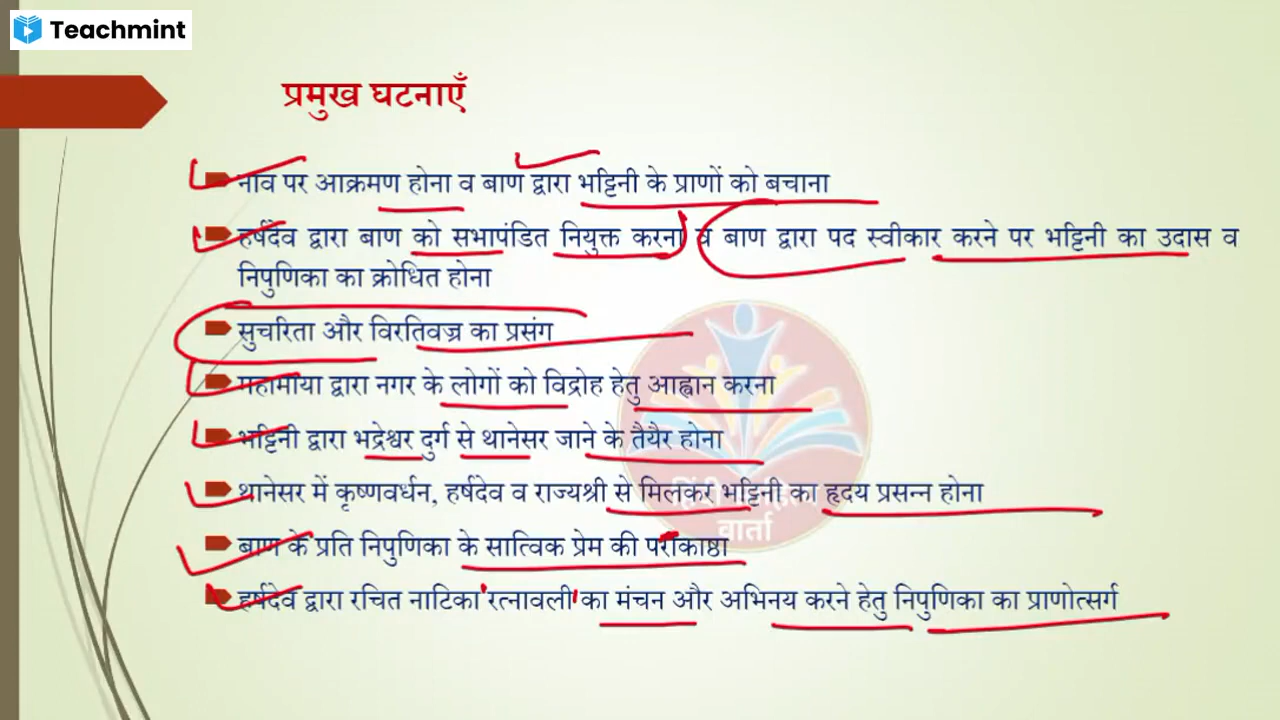 Teachmint
प्रमुख घटनाएँ
नाव पर आक्रमण होना व बाण द्वारा भट्टिनी के प्राणों को बचाना
हर्षदेव द्वारा बाण को सभापंडित नियुक्त करना व बाण द्वारा पद स्वीकार करने पर भट्टिनी का उदास व
निपुणिका का क्रोधित होना
सुचरिता और विरतिवज्र का प्रसंग
महामाया द्वारा नगर के लोगों को विद्रोह हेतु आह्वान करना
भट्टिनी द्वारा भद्रेश्वर दुर्ग से थानेसर जाने के तैयैर होना
थानेसर में कृष्णवर्धन, हर्षदेव व राज्यश्री से मिलकर भट्टिनी का हृदय प्रसन्न होना
बाण के प्रति निपुणिका के सात्विक प्रेम की पराकाष्ठा
हर्षदेव द्वारा रचित नाटिका 'रत्नावली' का मंचन और अभिनय करने हेतु निपुणिका का प्राणोत्सर्ग
वार्ता